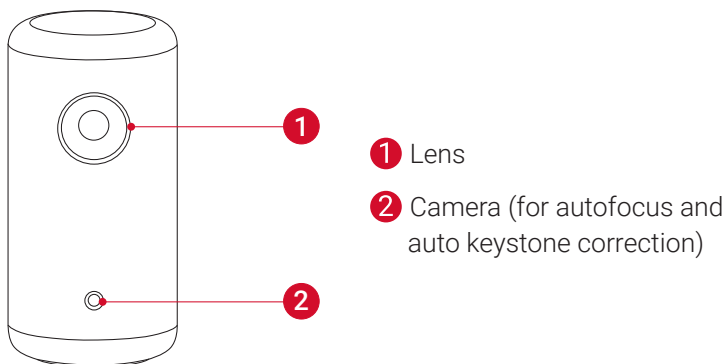 1
1 Lens
2 Camera (for autofocus and
auto keystone correction)
2